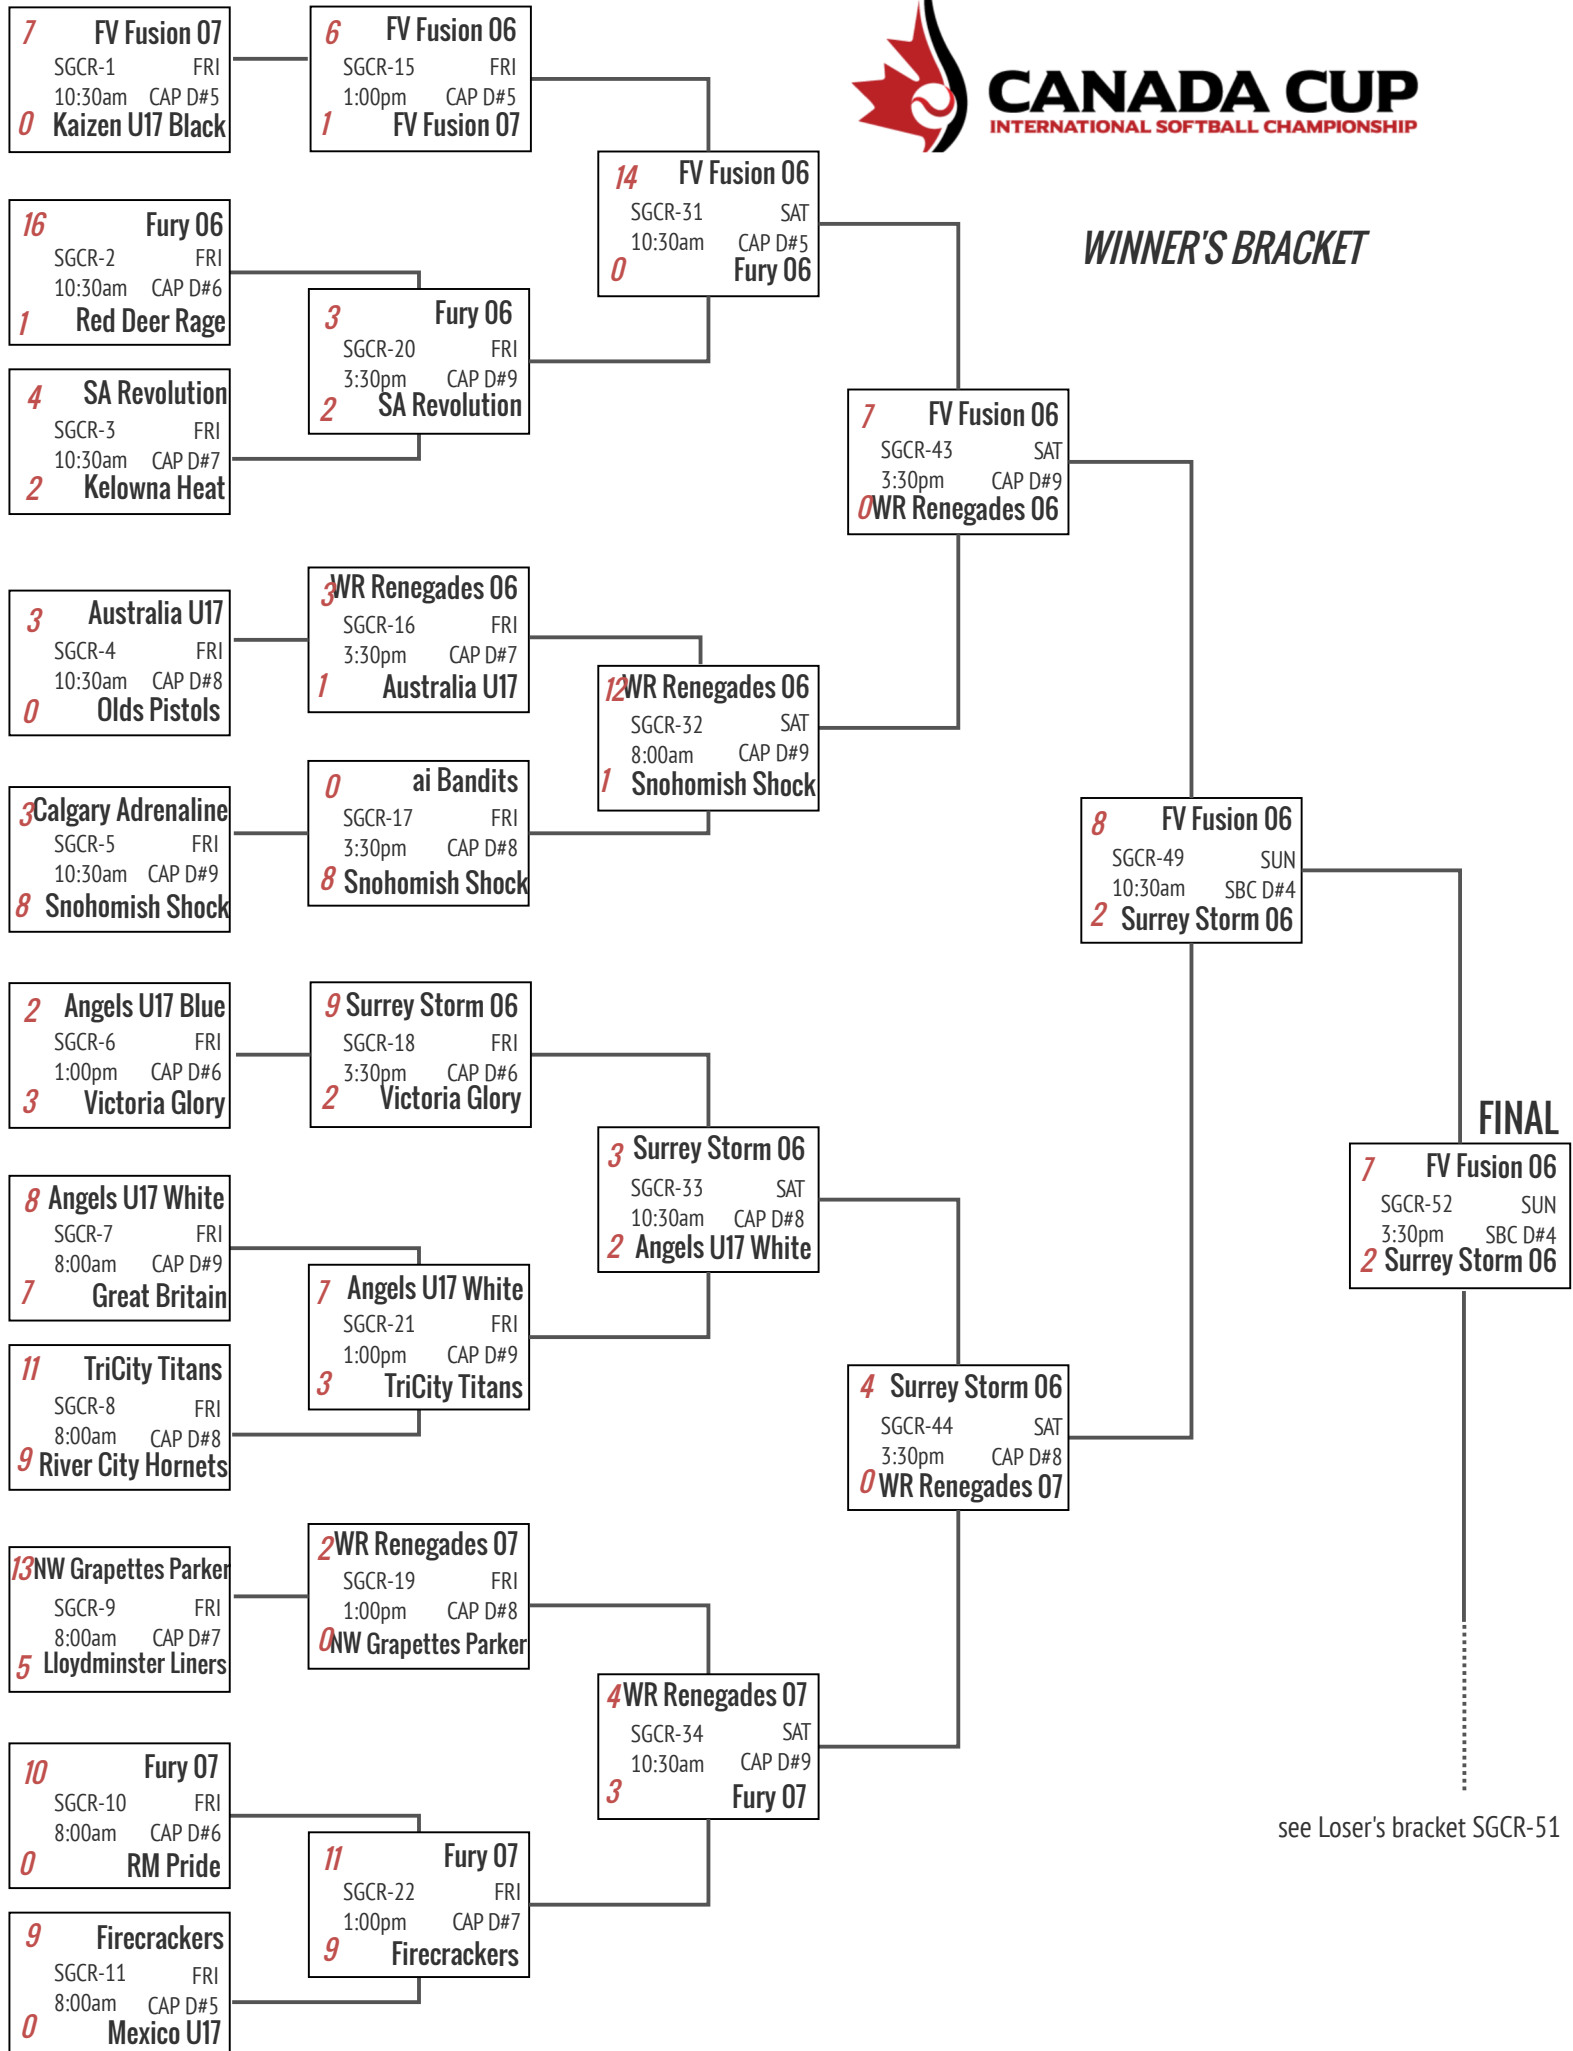 CANADA CUP
INTERNATIONAL SOFTBALL CHAMPIONSHIP
WINNER'S BRACKET
7 FV Fusion 07
SGCR-1 FRI
10:30am CAP D#5
0 Kaizen U17 Black
16 Fury 06
SGCR-2 FRI
10:30am CAP D#6
1 Red Deer Rage
4 SA Revolution
SGCR-3 FRI
10:30am CAP D#7
2 Kelowna Heat
3 Australia U17
SGCR-4 FRI
10:30am CAP D#8
0 Olds Pistols
3 Calgary Adrenaline
SGCR-5 FRI
10:30am CAP D#9
8 Snohomish Shock
2 Angels U17 Blue
SGCR-6 FRI
1:00pm CAP D#6
3 Victoria Glory
8 Angels U17 White
SGCR-7 FRI
8:00am CAP D#9
7 Great Britain
11 TriCity Titans
SGCR-8 FRI
8:00am CAP D#8
9 River City Hornets
13 NW Grapettes Parker
SGCR-9 FRI
8:00am CAP D#7
5 Lloydminster Liners
10 Fury 07
SGCR-10 FRI
8:00am CAP D#6
0 RM Pride
9 Firecrackers
SGCR-11 FRI
8:00am CAP D#5
0 Mexico U17
6 FV Fusion 06
SGCR-15 FRI
1:00pm CAP D#5
1 FV Fusion 07
3 Fury 06
SGCR-20 FRI
3:30pm CAP D#9
2 SA Revolution
3 WR Renegades 06
SGCR-16 FRI
3:30pm CAP D#7
1 Australia U17
0 ai Bandits
SGCR-17 FRI
3:30pm CAP D#8
8 Snohomish Shock
9 Surrey Storm 06
SGCR-18 FRI
3:30pm CAP D#6
2 Victoria Glory
7 Angels U17 White
SGCR-21 FRI
1:00pm CAP D#9
3 TriCity Titans
2 WR Renegades 07
SGCR-19 FRI
1:00pm CAP D#8
0 NW Grapettes Parker
11 Fury 07
SGCR-22 FRI
1:00pm CAP D#7
9 Firecrackers
14 FV Fusion 06
SGCR-31 SAT
10:30am CAP D#5
0 Fury 06
12 WR Renegades 06
SGCR-32 SAT
8:00am CAP D#9
1 Snohomish Shock
3 Surrey Storm 06
SGCR-33 SAT
10:30am CAP D#8
2 Angels U17 White
4 WR Renegades 07
SGCR-34 SAT
10:30am CAP D#9
3 Fury 07
7 FV Fusion 06
SGCR-43 SAT
3:30pm CAP D#9
0 WR Renegades 06
4 Surrey Storm 06
SGCR-44 SAT
3:30pm CAP D#8
0 WR Renegades 07
8 FV Fusion 06
SGCR-49 SUN
10:30am SBC D#4
2 Surrey Storm 06
FINAL
7 FV Fusion 06
SGCR-52 SUN
3:30pm SBC D#4
2 Surrey Storm 06
see Loser's bracket SGCR-51